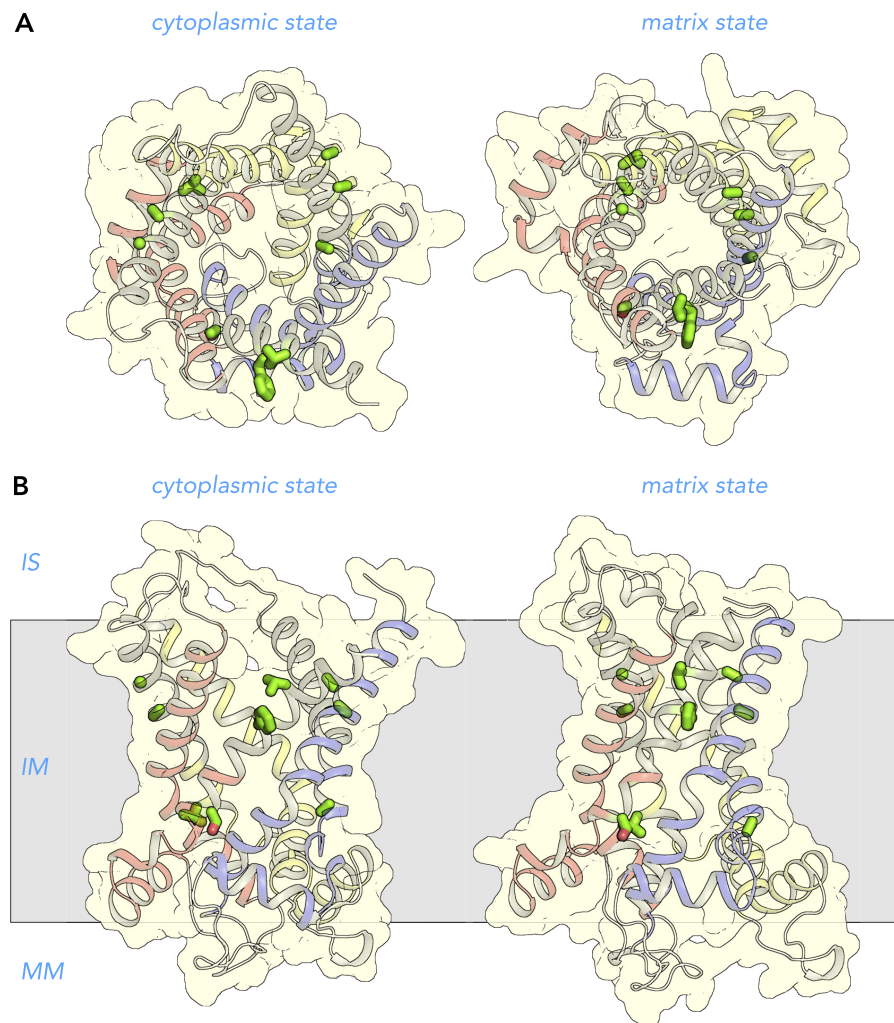 A
cytoplasmic state
matrix state
B
cytoplasmic state
matrix state
IS
IM
MM